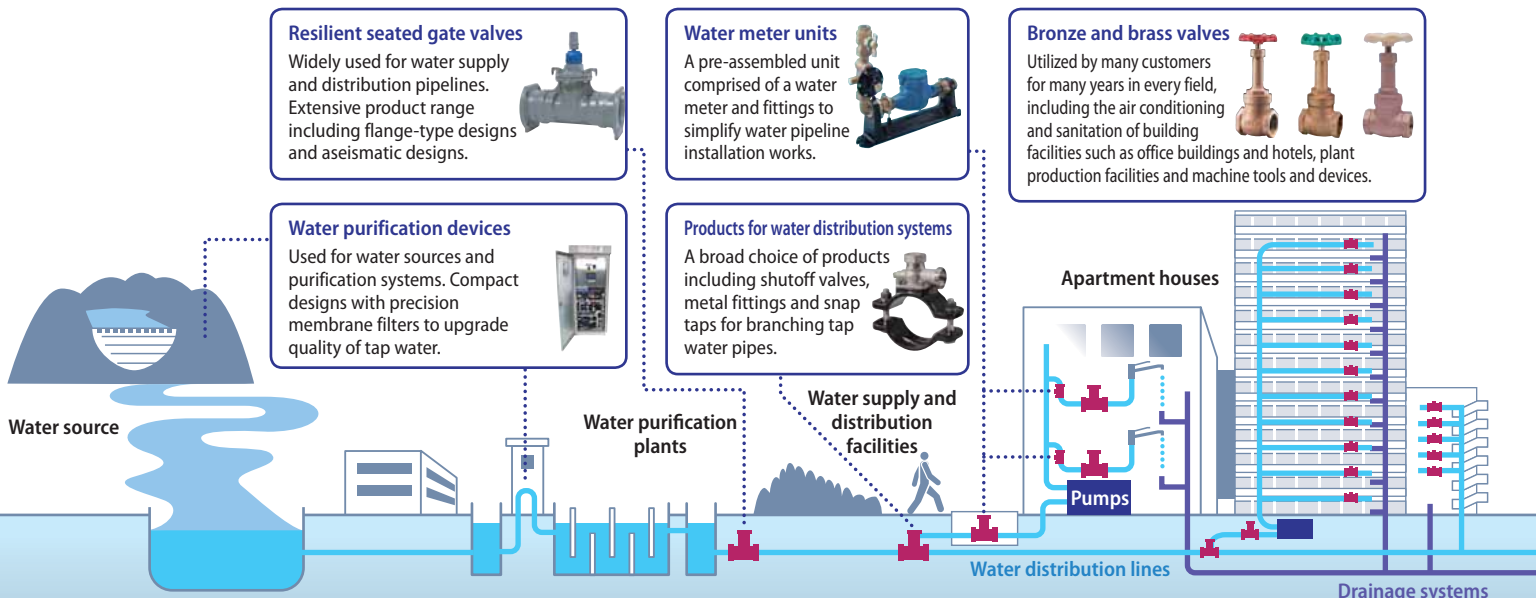 Resilient seated gate valves
Widely used for water supply
and distribution pipelines.
Extensive product range
including flange-type designs
and aseismatic designs.
Water meter units
A pre-assembled unit
comprised of a water
meter and fittings to
simplify water pipeline
installation works.
Bronze and brass valves
Utilized by many customers
for many years in every field,
including the air conditioning
and sanitation of building
facilities such as office buildings and hotels, plant
production facilities and machine tools and devices.
Water purification devices
Used for water sources and
purification systems. Compact
designs with precision
membrane filters to upgrade
quality of tap water.
Products for water distribution systems
A broad choice of products
including shutoff valves,
metal fittings and snap
taps for branching tap
water pipes.
Apartment houses
Water source
Water purification
plants
Water supply and
distribution
facilities
Pumps
Water distribution lines
Drainage systems